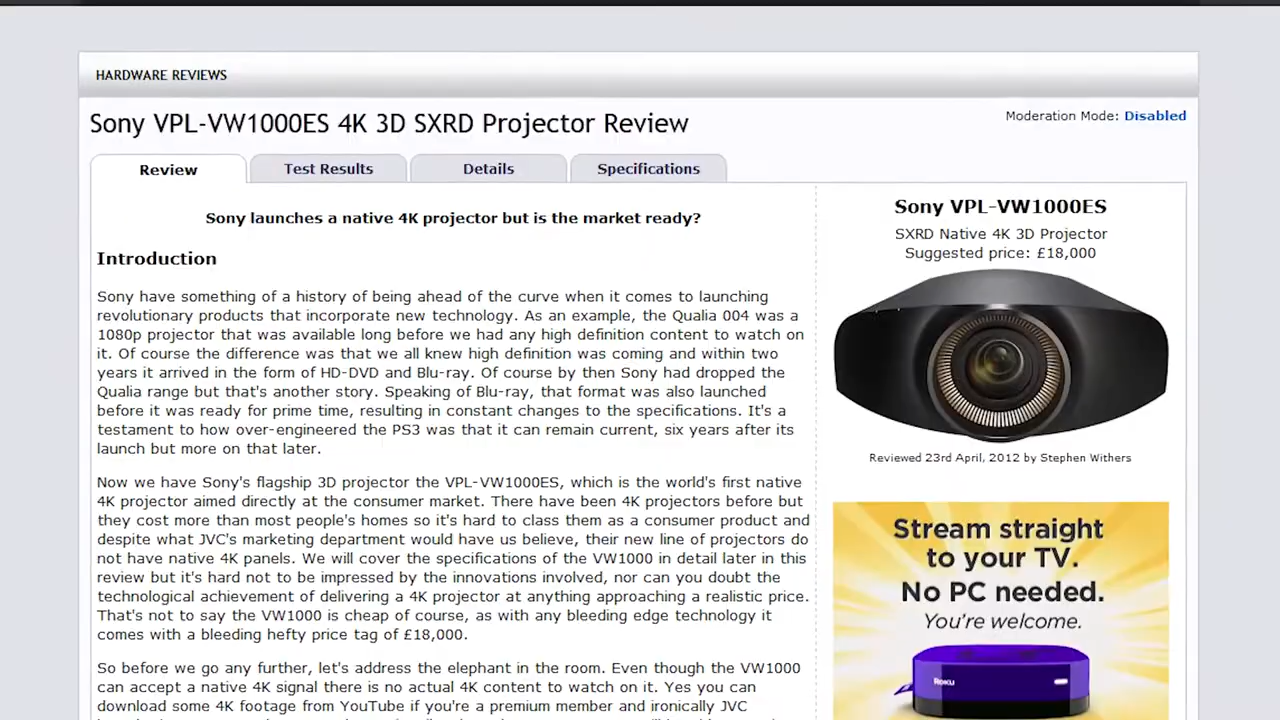 HARDWARE REVIEWS
Sony VPL-VW1000ES 4K 3D SXRD Projector Review
Moderation Mode: Disabled
Review
Test Results
Details
Specifications
Sony launches a native 4K projector but is the market ready?
Introduction
Sony have something of a history of being ahead of the curve when it comes to launching
revolutionary products that incorporate new technology. As an example, the Qualia 004 was a
1080p projector that was available long before we had any high definition content to watch on
it. Of course the difference was that we all knew high definition was coming and within two
years it arrived in the form of HD-DVD and Blu-ray. Of course by then Sony had dropped the
Qualia range but that's another story. Speaking of Blu-ray, that format was also launched
before it was ready for prime time, resulting in constant changes to the specifications. It's a
testament to how over-engineered the PS3 was that it can remain current, six years after its
launch but more on that later.
Now we have Sony's flagship 3D projector the VPL-VW1000ES, which is the world's first native
4K projector aimed directly at the consumer market. There have been 4K projectors before but
they cost more than most people's homes so it's hard to class them as a consumer product and
despite what JVC's marketing department would have us believe, their new line of projectors do
not have native 4K panels. We will cover the specifications of the VW1000 in detail later in this
review but it's hard not to be impressed by the innovations involved, nor can you doubt the
technological achievement of delivering a 4K projector at anything approaching a realistic price.
That's not to say the VW1000 is cheap of course, as with any bleeding edge technology it
comes with a bleeding hefty price tag of £18,000.
So before we go any further, let's address the elephant in the room. Even though the VW1000
can accept a native 4K signal there is no actual 4K content to watch on it. Yes you can
download some 4K footage from YouTube if you're a premium member and ironically JVC
Sony VPL-VW1000ES
SXRD Native 4K 3D Projector
Suggested price: £18,000
Reviewed 23rd April, 2012 by Stephen Withers
Stream straight
to your TV.
No PC needed.
You're welcome.
Roku